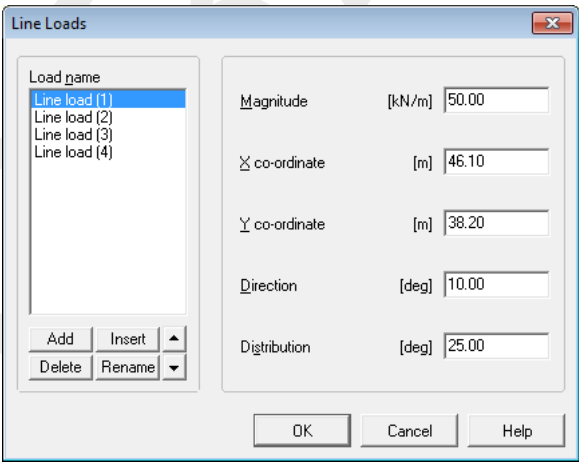 Line Loads
Load name
Line load (1)
Line load (2)
Line load (3)
Line load (4)
Add Insert
Delete Rename
Magnitude [kN/m] 50.00
X co-ordinate [m] 46.10
Y co-ordinate [m] 38.20
Direction [deg] 10.00
Distribution [deg] 25.00
OK Cancel Help